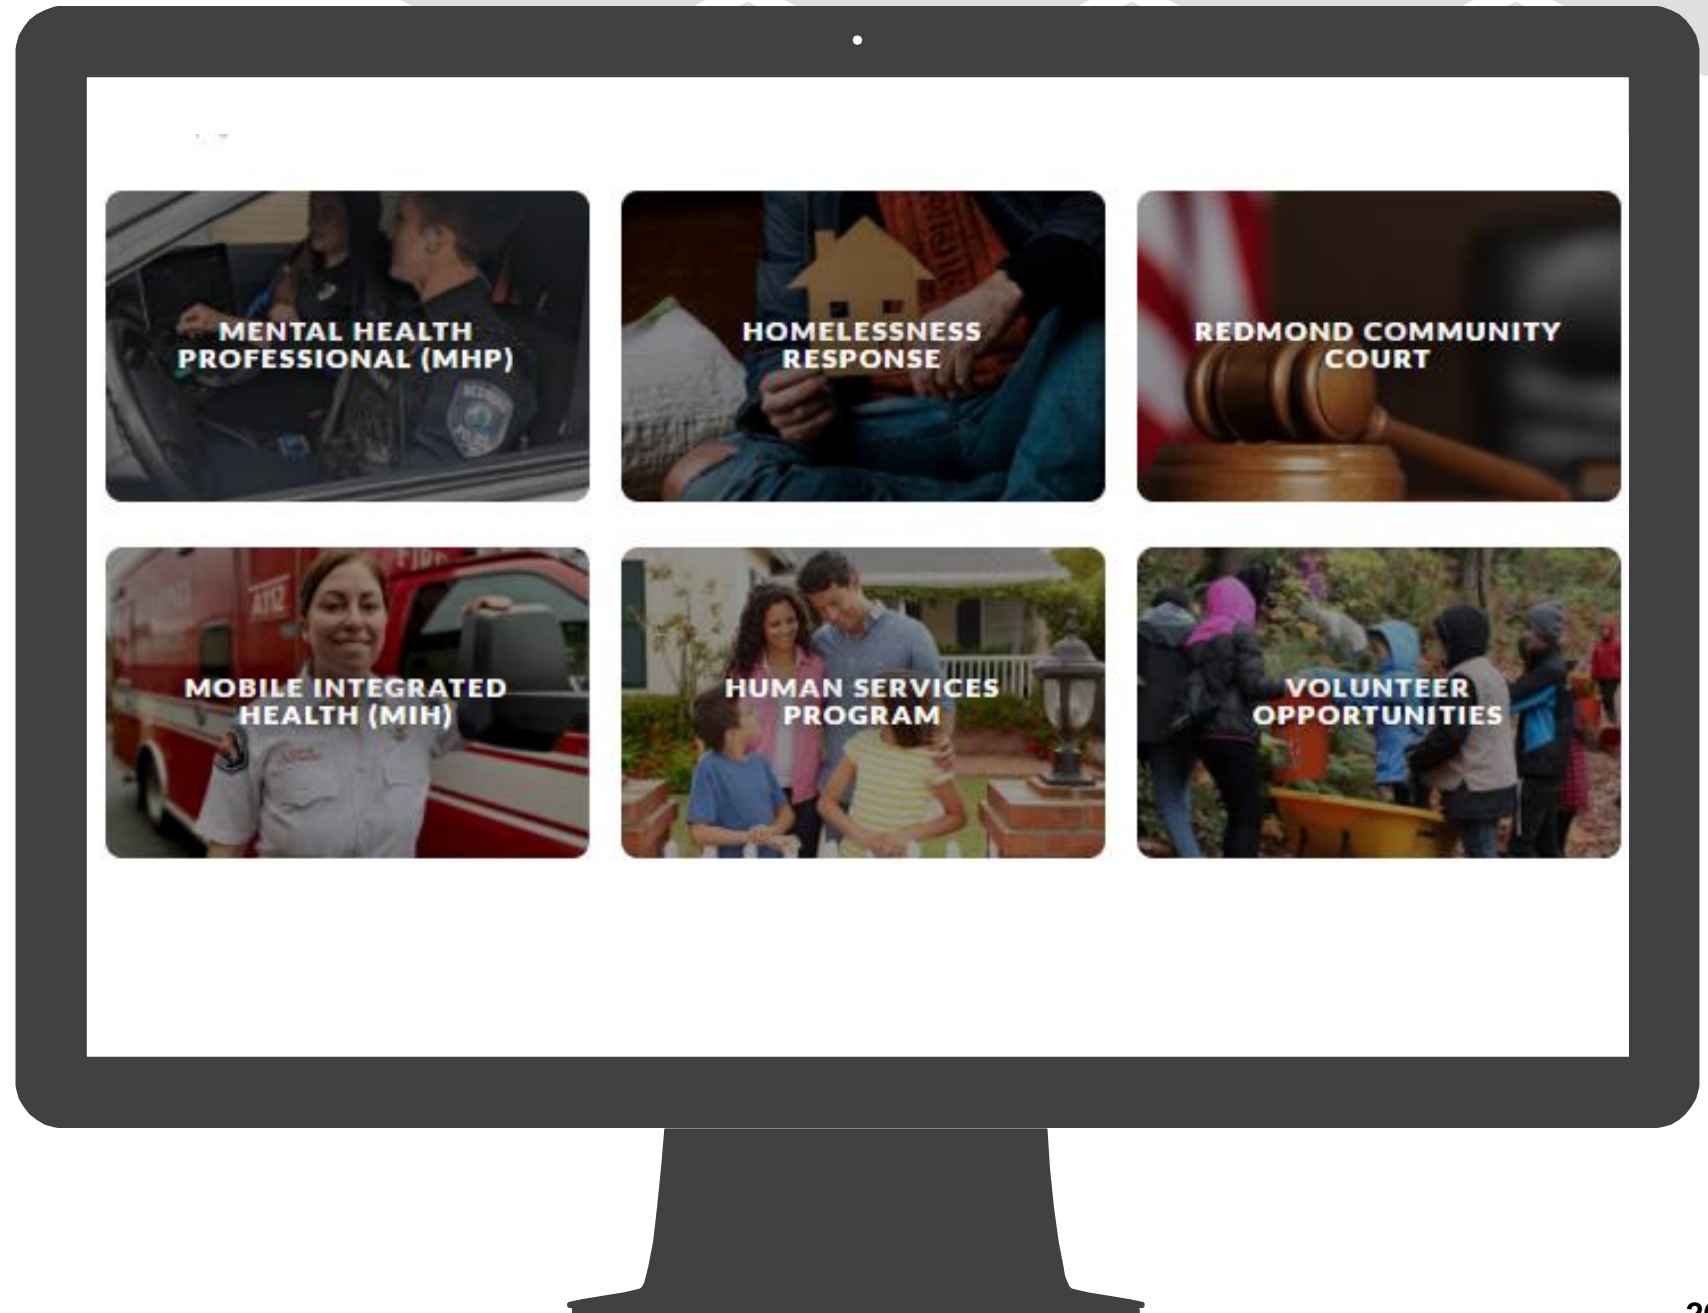 MENTAL HEALTH
PROFESSIONAL (MHP)
HOMELESSNESS
RESPONSE
REDMOND COMMUNITY
COURT
MOBILE INTEGRATED
HEALTH (MIH)
HUMAN SERVICES
PROGRAM
VOLUNTEER
OPPORTUNITIES